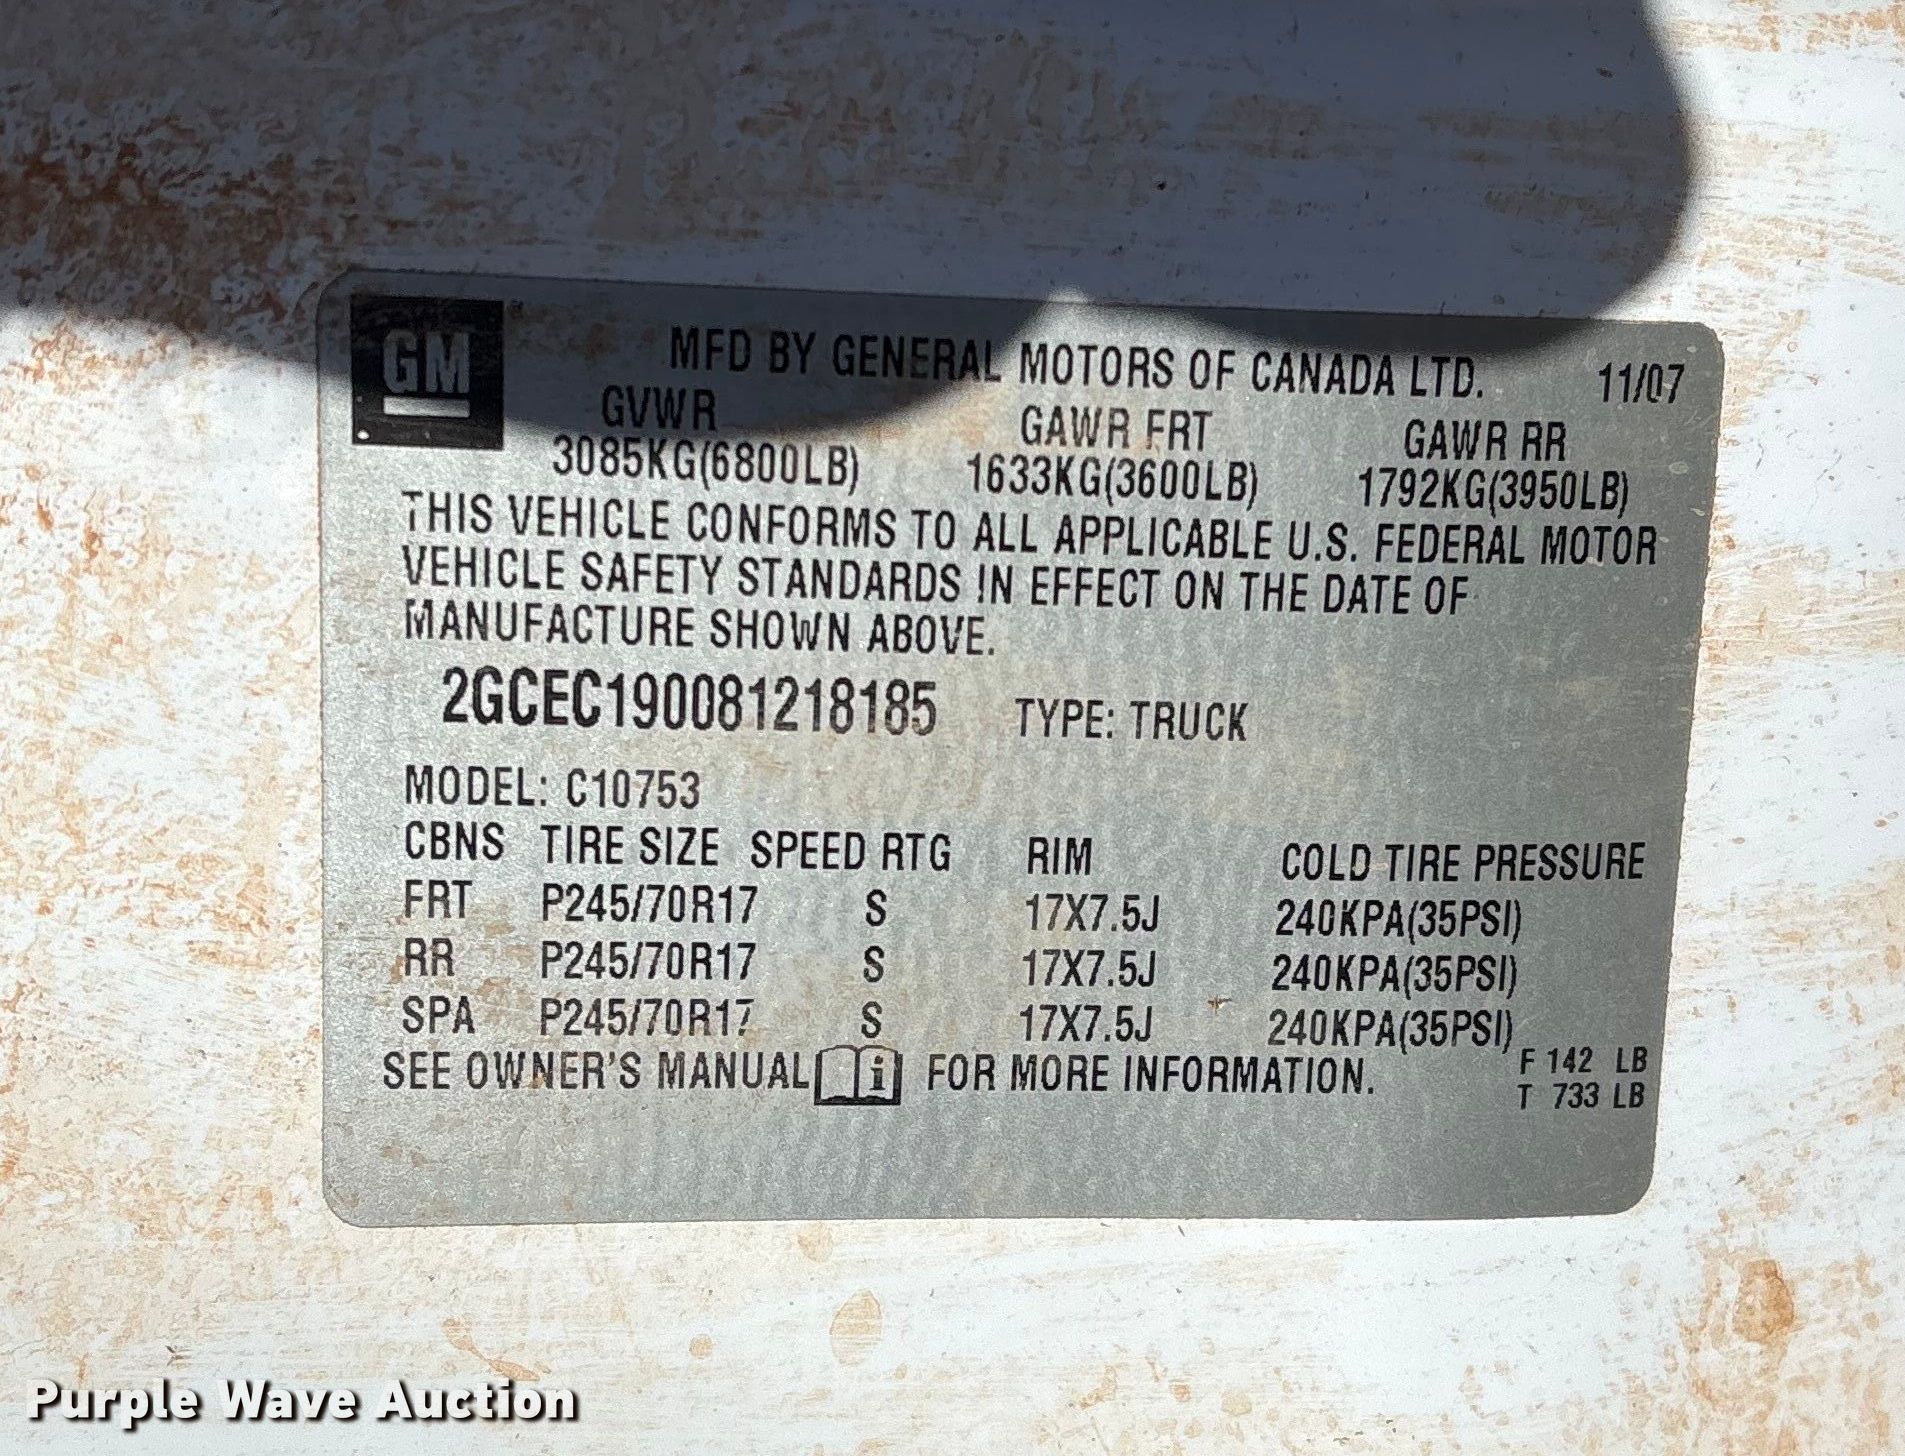 GM
MFD BY GENERAL MOTORS OF CANADA LTD. 11/07
GVWR GAWR FRT GAWR RR
3085KG(6800LB) 1633KG(3600LB) 1792KG(3950LB)
THIS VEHICLE CONFORMS TO ALL APPLICABLE U.S. FEDERAL MOTOR
VEHICLE SAFETY STANDARDS IN EFFECT ON THE DATE OF
MANUFACTURE SHOWN ABOVE.
2GCEC190081218185 TYPE: TRUCK
MODEL: C10753
CBNS TIRE SIZE SPEED RTG RIM COLD TIRE PRESSURE
FRT P245/70R17 S 17X7.5J 240KPA(35PSI)
RR P245/70R17 S 17X7.5J 240KPA(35PSI)
SPA P245/70R17 S 17X7.5J 240KPA(35PSI)
SEE OWNER'S MANUAL i FOR MORE INFORMATION.
F 142 LB
T 733 LB
Purple Wave Auction